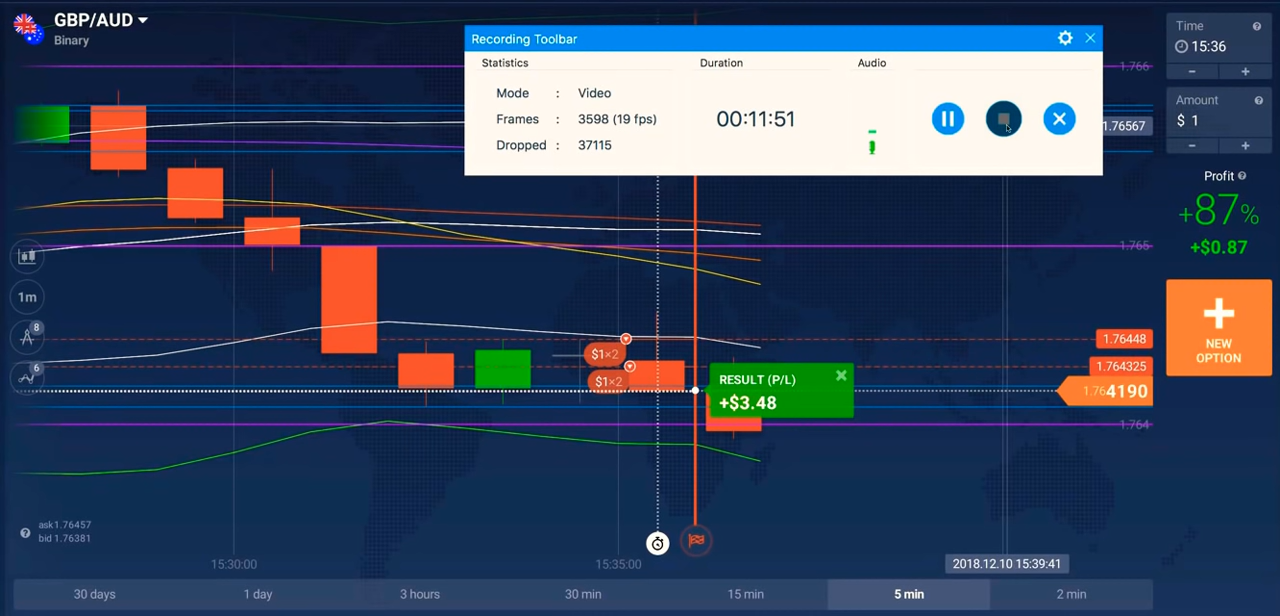 GBP/AUD
Binary
Recording Toolbar
Statistics
Duration
Audio
Mode : Video
Frames : 3598 (19 fps)
Dropped : 37115
00:11:51
Time
15:36
- +
Amount
$ 1
- +
Profit
+87%
+$0.87
NEW
OPTION
1.766
1.76567
1.765
1.76448
1.764325
1.764190
1.764
1m
8
6
$1×2
$1×2
RESULT (P/L)
+$3.48
ask 1.76457
bid 1.76381
15:30:00
15:35:00
2018.12.10 15:39:41
30 days
1 day
3 hours
30 min
15 min
5 min
2 min